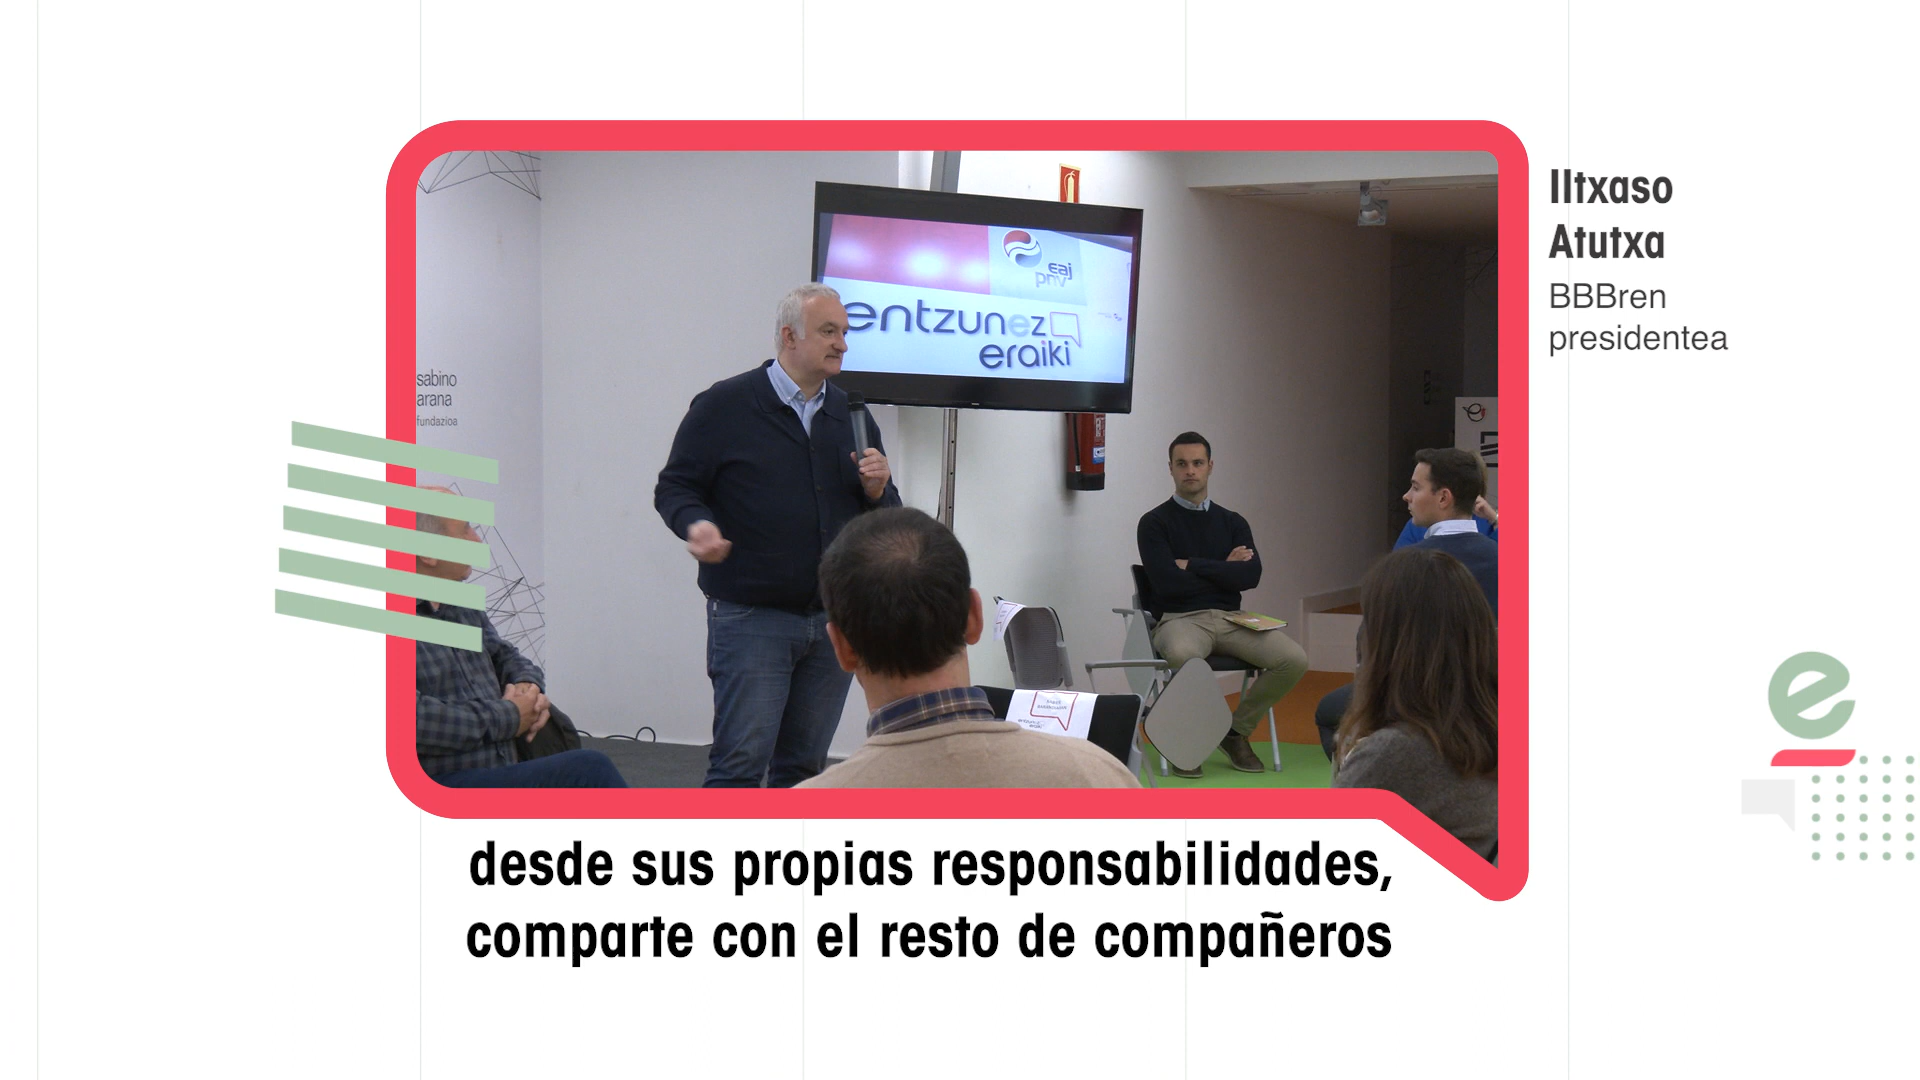 Iltxaso
Atutxa
BBBren
presidentea
eaj
pnv
entzunez
eraiki
sabino
arana
fundazioa
e
desde sus propias responsabilidades,
comparte con el resto de compañeros